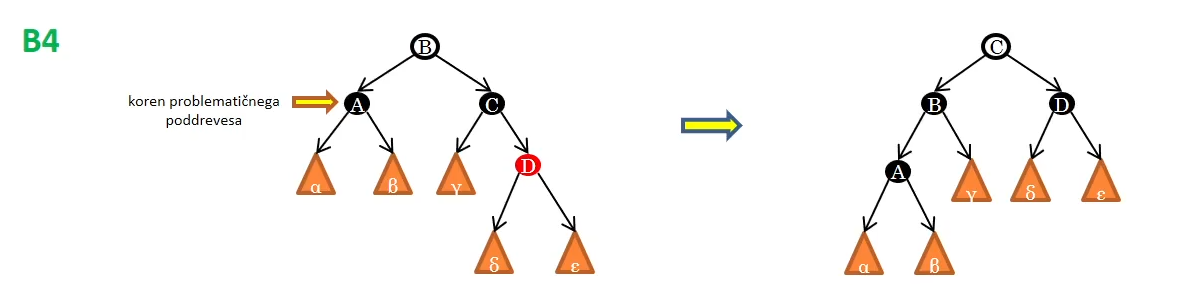 B4
koren problematičnega
poddrevesa
B
A
C
α
β
γ
D
δ
ε
C
B
D
A
γ
δ
ε
α
β